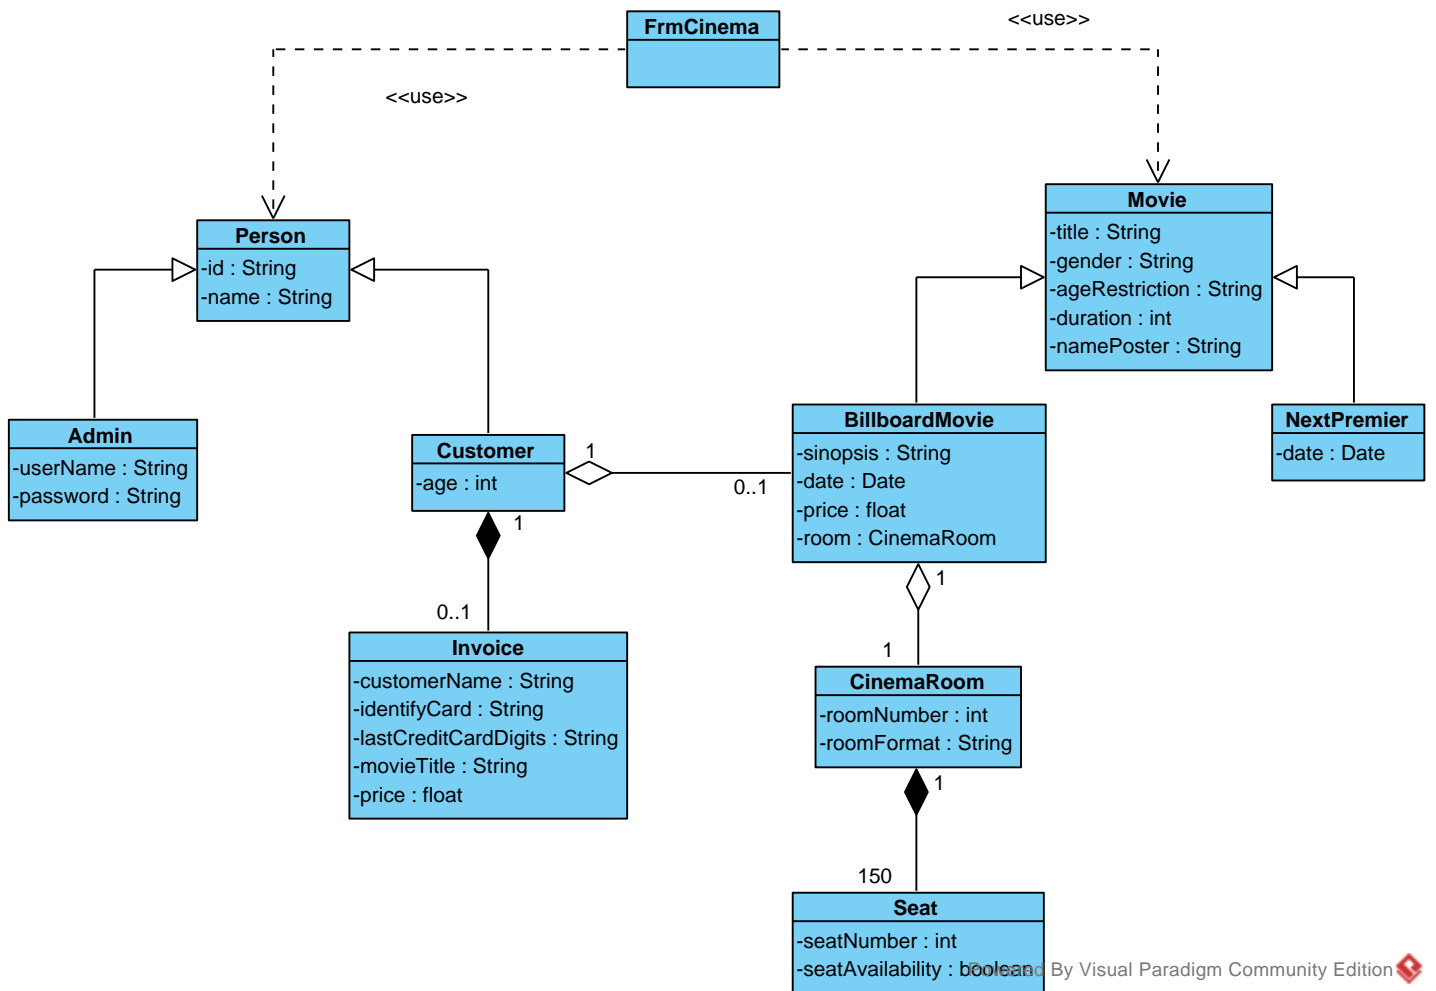 FrmCinema
<<use>>
<<use>>
Person
-id : String
-name : String
Movie
-title : String
-gender : String
-ageRestriction : String
-duration : int
-namePoster : String
Admin
-userName : String
-password : String
Customer
-age : int
1
0..1
BillboardMovie
-sinopsis : String
-date : Date
-price : float
-room : CinemaRoom
NextPremier
-date : Date
1
0..1
Invoice
-customerName : String
-identifyCard : String
-lastCreditCardDigits : String
-movieTitle : String
-price : float
1
1
CinemaRoom
-roomNumber : int
-roomFormat : String
1
150
Seat
-seatNumber : int
-seatAvailability : boolean
Powered By Visual Paradigm Community Edition